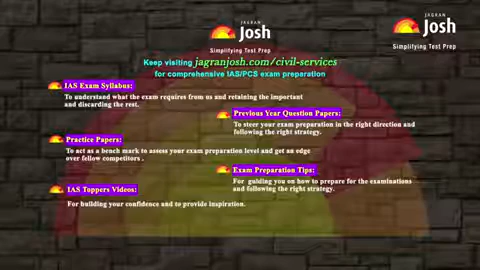 JAGRAN
Josh
Simplifying Test Prep
JAGRAN
Josh
Simplifying Test Prep
Keep visiting jagranjosh.com/civil-services
for comprehensive IAS/PCS exam preparation
IAS Exam Syllabus:
To understand what the exam requires from us and retaining the important
and discarding the rest.
Previous Year Question Papers:
To steer your exam preparation in the right direction and
following the right strategy.
Practice Papers:
To act as a bench mark to assess your exam preparation level and get an edge
over fellow competitors .
Exam Preparation Tips:
For guiding you on how to prepare for the examinations
and following the right strategy.
IAS Toppers Videos:
For building your confidence and to provide inspiration.